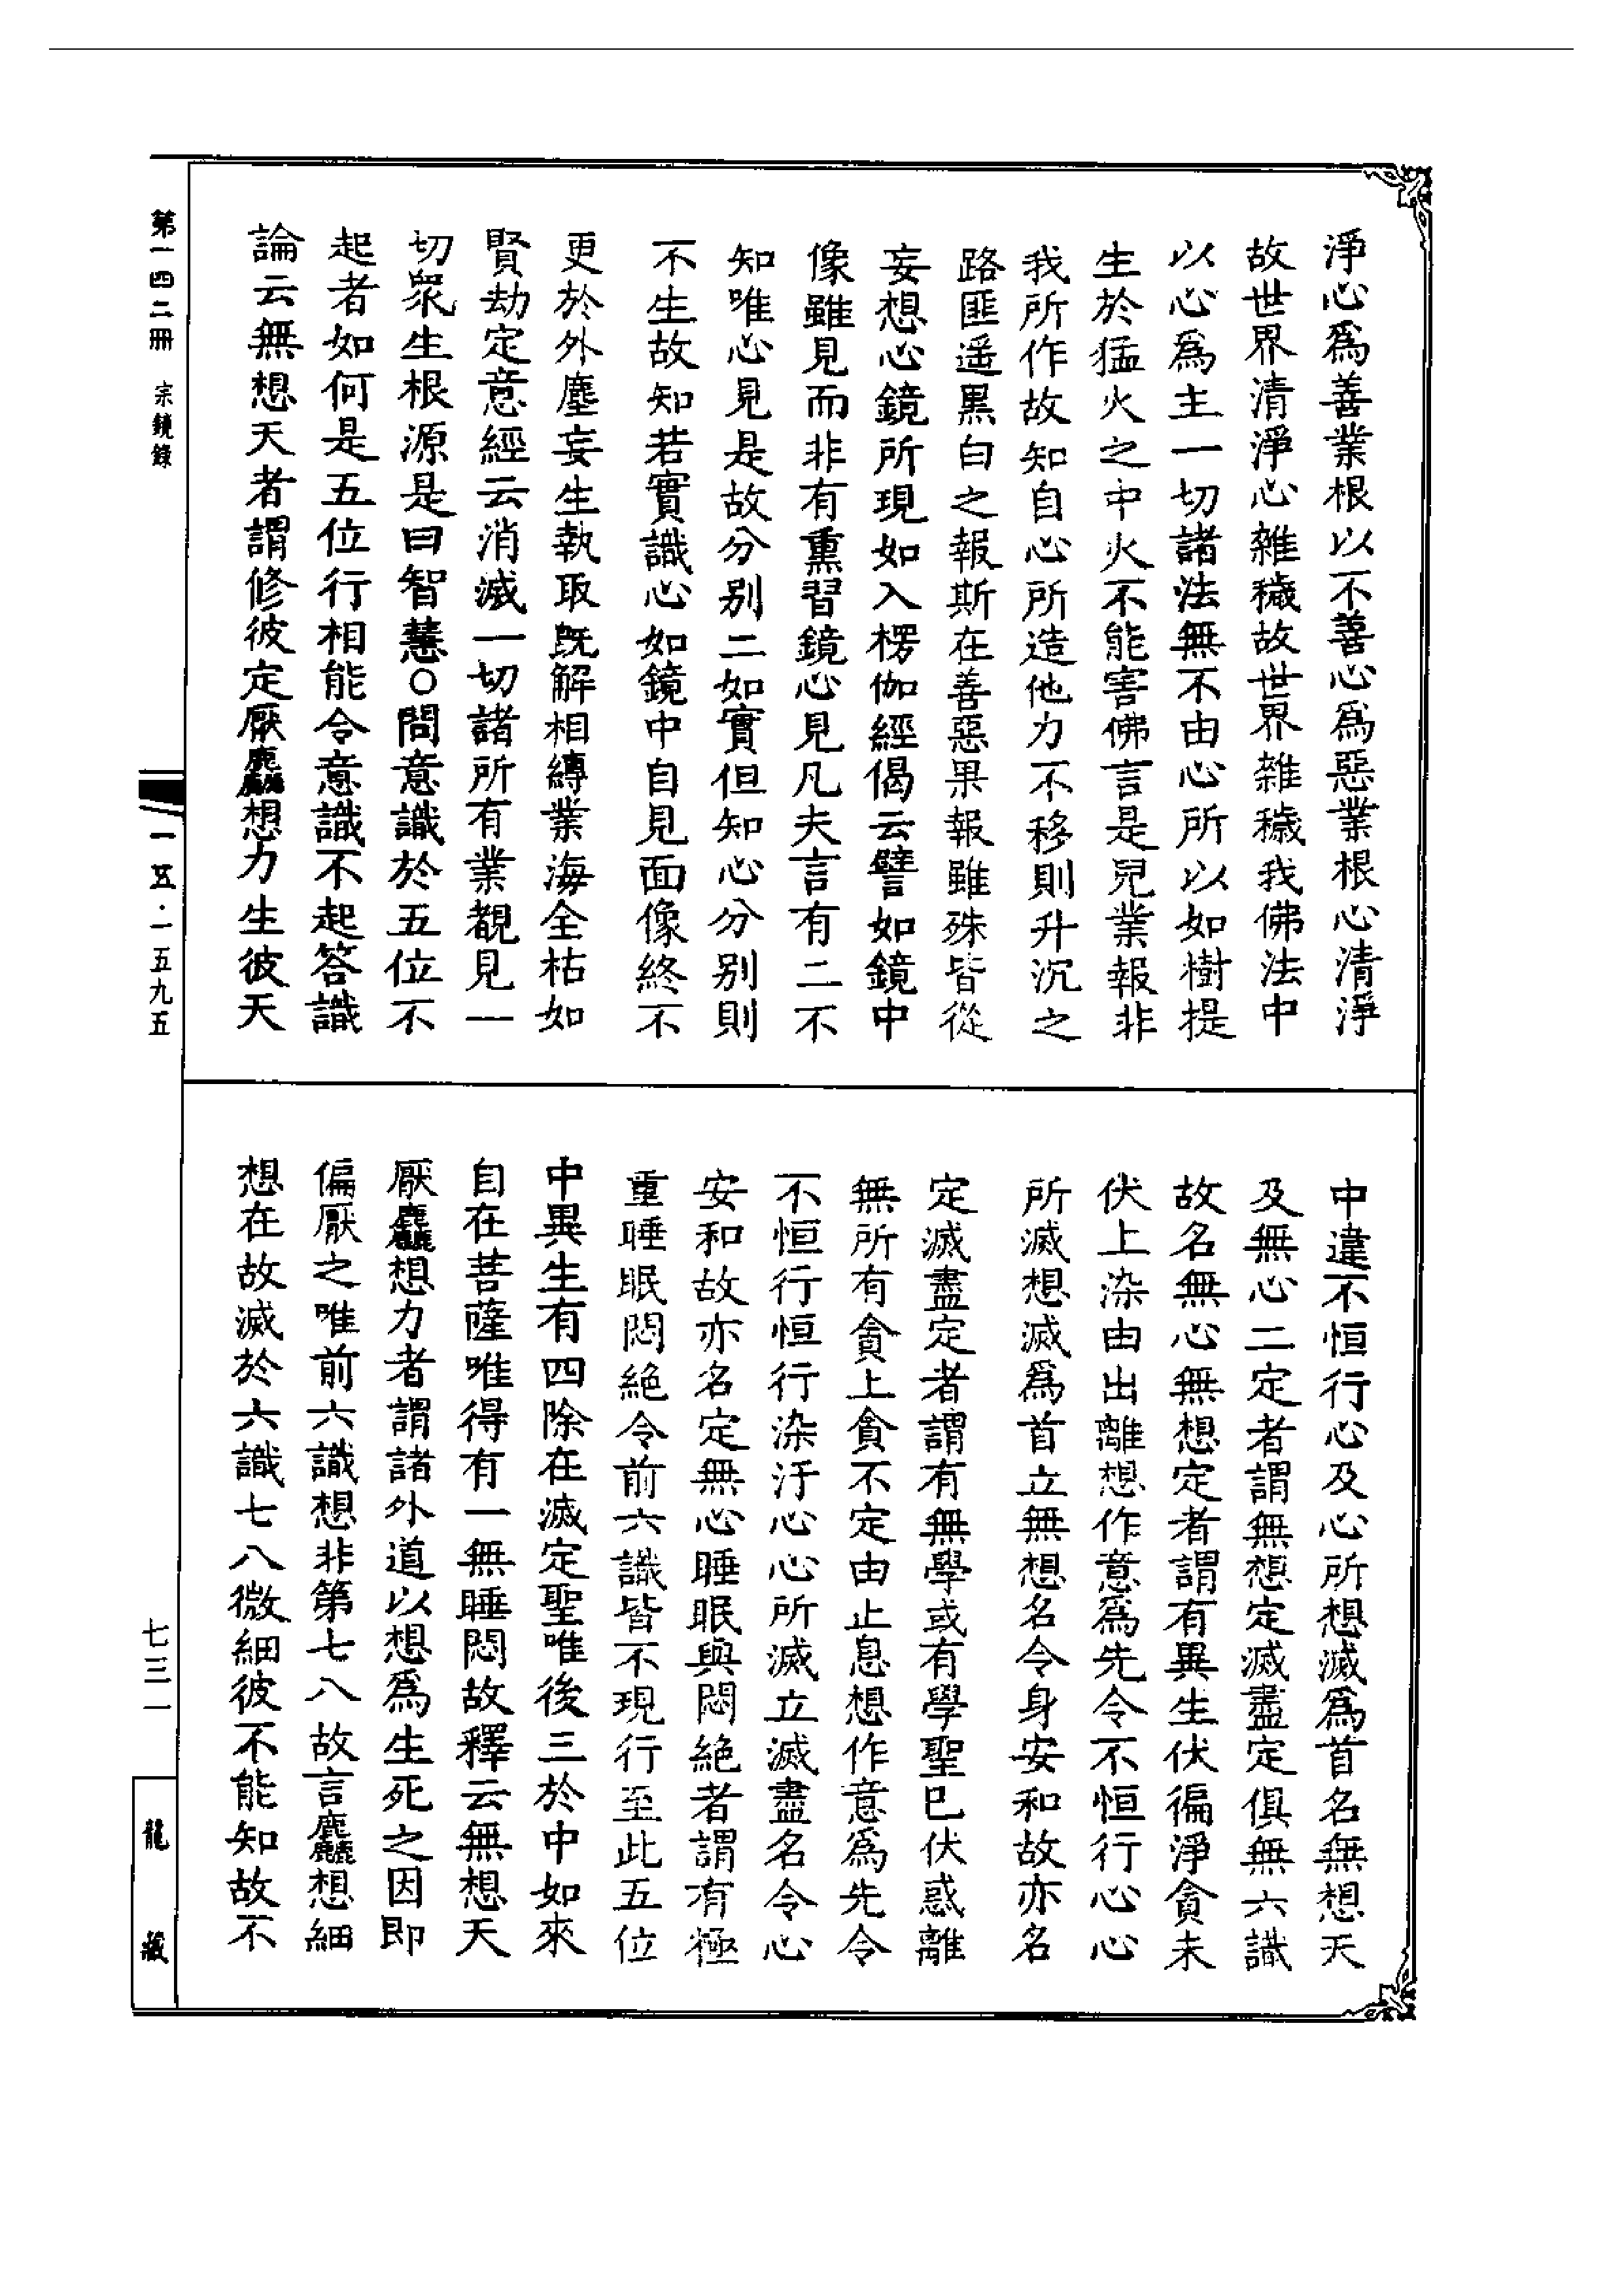 淨心爲善業根以不善心爲惡業根心清淨
故世界清淨心雜穢故世界雜穢我佛法中
以心爲主一切諸法無不由心所以如樹提
生於猛火之中火不能害佛言是兒業報非
我所作故知自心所造他力不移則升沉之
路匪遥黑白之報斯在善惡果報雖殊皆從
妄想心鏡所現如入楞伽經偈云譬如鏡中
像雖見而非有熏習鏡心見凡夫言有二不
知唯心見是故分别二如實但知心分别則
不生故知若實識心如鏡中自見面像終不
更於外塵妄生執取旣解相縛業海全枯如
賢劫定意經云消滅一切諸所有業覩見一
切衆生根源是曰智慧○問意識於五位不
起者如何是五位行相能令意識不起答識
論云無想天者謂修彼定厭麤想力生彼天
中違不恒行心及心所想滅爲首名無想天
及無心二定者謂無想定滅盡定俱無六識
故名無心無想定者謂有異生伏徧淨貪未
伏上染由出離想作意爲先令不恒行心心
所滅想滅爲首立無想名令身安和故亦名
定滅盡定者謂有無學或有學聖巳伏惑離
無所有貪上貪不定由止息想作意爲先令
不恒行恒行染汙心心所滅立滅盡名令心
安和故亦名定無心睡眠與悶絶者謂有極
重睡眠悶絶令前六識皆不現行至此五位
中異生有四除在滅定聖唯後三於中如來
自在菩薩唯得有一無睡悶故釋云無想天
厭麤想力者謂諸外道以想爲生死之因即
偏厭之唯前六識想非第七八故言麤想細
想在故滅於六識七八微細彼不能知故不
第一四二冊 宗鏡錄
一五·一五九五
七三一
龍藏